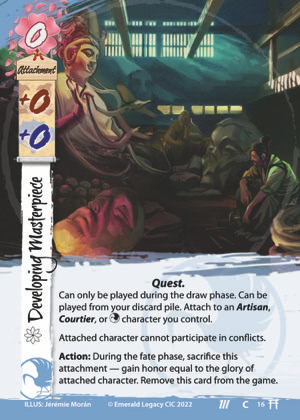 0
Attachment
+0
+0
Developing Masterpiece
Quest.
Can only be played during the draw phase. Can be
played from your discard pile. Attach to an Artisan,
Courtier, or character you control.
Attached character cannot participate in conflicts.
Action: During the fate phase, sacrifice this
attachment — gain honor equal to the glory of
attached character. Remove this card from the game.
ILLUS: Jérémie Morán © Emerald Legacy CIC 2022 C 16